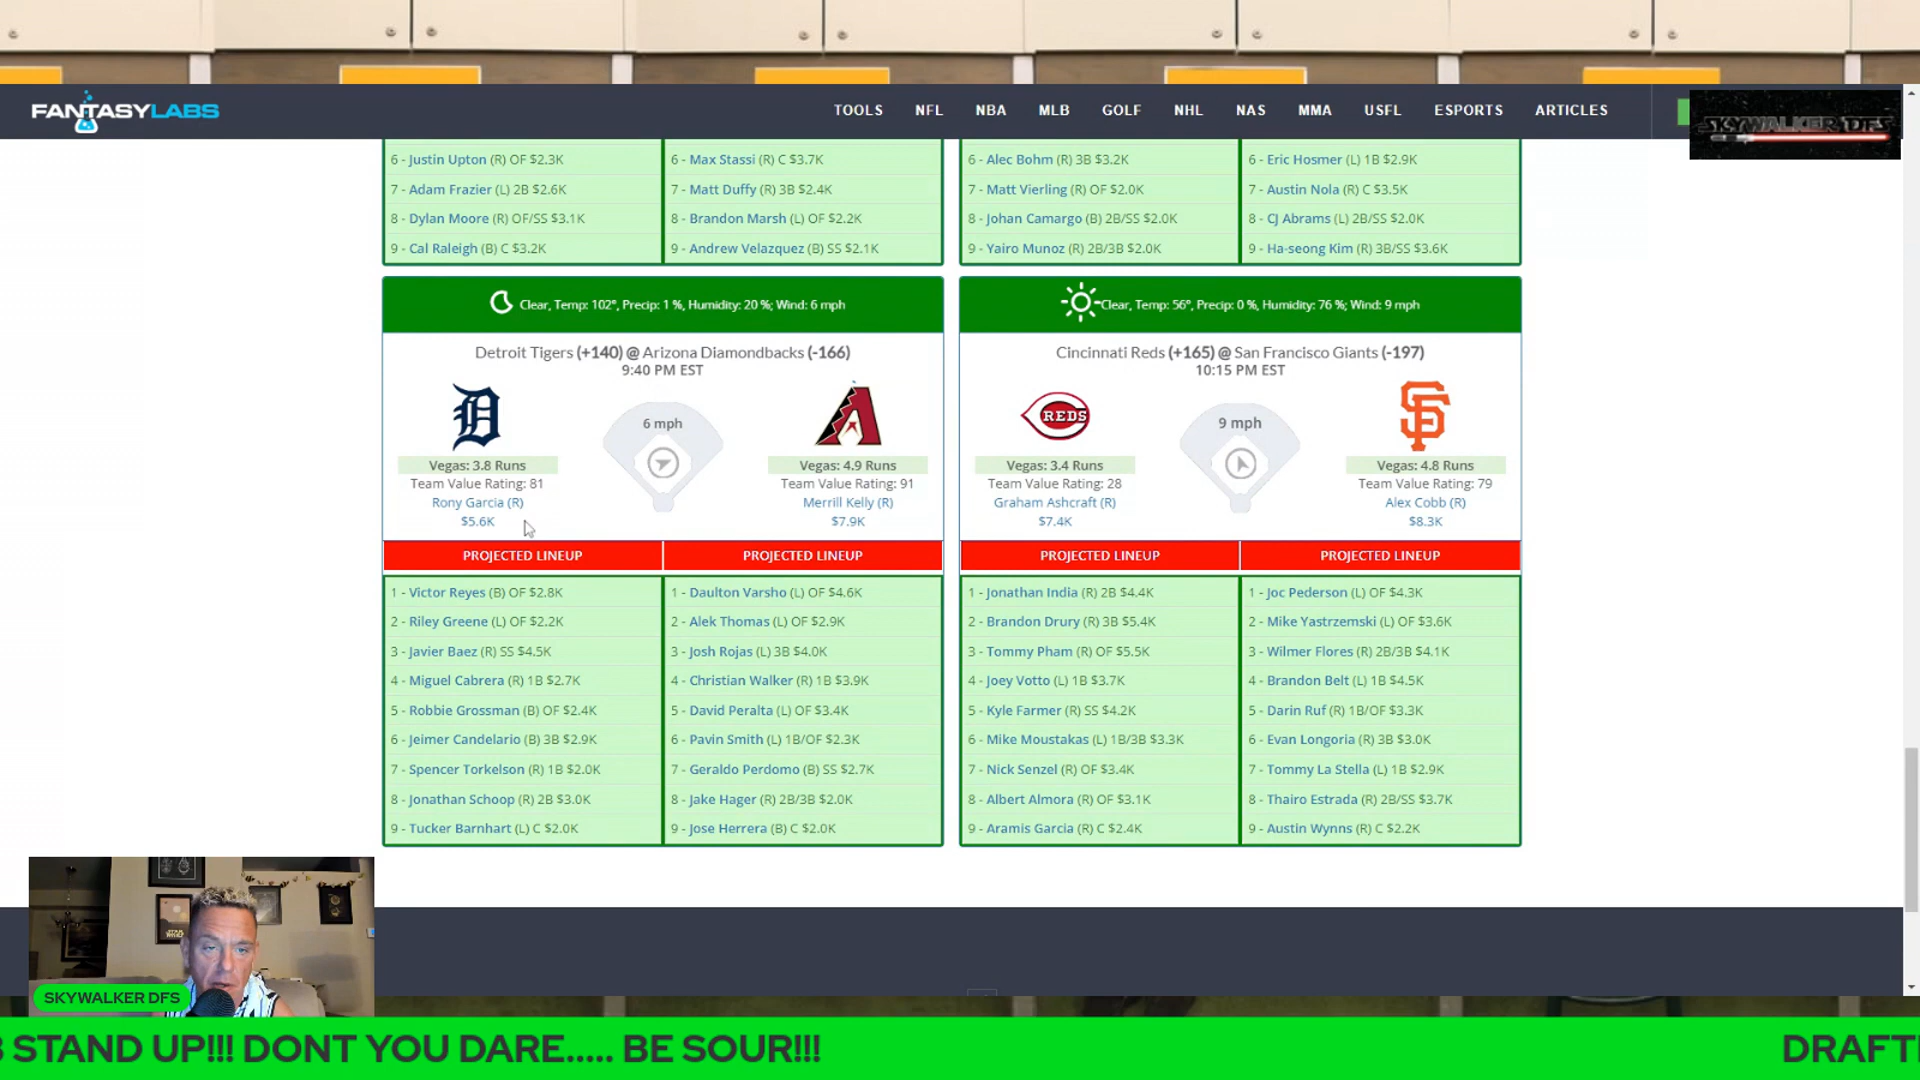 FANTASYLABS
TOOLS NFL NBA MLB GOLF NHL NAS MMA USFL ESPORTS ARTICLES
SKYWALKER DFS
6 - Justin Upton (R) OF $2.3K
7 - Adam Frazier (L) 2B $2.6K
8 - Dylan Moore (R) OF/SS $3.1K
9 - Cal Raleigh (B) C $3.2K
6 - Max Stassi (R) C $3.7K
7 - Matt Duffy (R) 3B $2.4K
8 - Brandon Marsh (L) OF $2.2K
9 - Andrew Velazquez (B) SS $2.1K
6 - Alec Bohm (R) 3B $3.2K
7 - Matt Vierling (R) OF $2.0K
8 - Johan Camargo (B) 2B/SS $2.0K
9 - Yairo Munoz (R) 2B/3B $2.0K
6 - Eric Hosmer (L) 1B $2.9K
7 - Austin Nola (R) C $3.5K
8 - CJ Abrams (L) 2B/SS $2.0K
9 - Ha-seong Kim (R) 3B/SS $3.6K
Clear, Temp: 102°, Precip: 1 %, Humidity: 20 %; Wind: 6 mph
Detroit Tigers (+140) @ Arizona Diamondbacks (-166)
9:40 PM EST
6 mph
Vegas: 3.8 Runs
Team Value Rating: 81
Rony Garcia (R)
$5.6K
Vegas: 4.9 Runs
Team Value Rating: 91
Merrill Kelly (R)
$7.9K
PROJECTED LINEUP
1 - Victor Reyes (B) OF $2.8K
2 - Riley Greene (L) OF $2.2K
3 - Javier Baez (R) SS $4.5K
4 - Miguel Cabrera (R) 1B $2.7K
5 - Robbie Grossman (B) OF $2.4K
6 - Jeimer Candelario (B) 3B $2.9K
7 - Spencer Torkelson (R) 1B $2.0K
8 - Jonathan Schoop (R) 2B $3.0K
9 - Tucker Barnhart (L) C $2.0K
PROJECTED LINEUP
1 - Daulton Varsho (L) OF $4.6K
2 - Alek Thomas (L) OF $2.9K
3 - Josh Rojas (L) 3B $4.0K
4 - Christian Walker (R) 1B $3.9K
5 - David Peralta (L) OF $3.4K
6 - Pavin Smith (L) 1B/OF $2.3K
7 - Geraldo Perdomo (B) SS $2.7K
8 - Jake Hager (R) 2B/3B $2.0K
9 - Jose Herrera (B) C $2.0K
Clear, Temp: 56°, Precip: 0 %, Humidity: 76 %; Wind: 9 mph
Cincinnati Reds (+165) @ San Francisco Giants (-197)
10:15 PM EST
REDS
9 mph
SF
Vegas: 3.4 Runs
Team Value Rating: 28
Graham Ashcraft (R)
$7.4K
Vegas: 4.8 Runs
Team Value Rating: 79
Alex Cobb (R)
$8.3K
PROJECTED LINEUP
1 - Jonathan India (R) 2B $4.4K
2 - Brandon Drury (R) 3B $5.4K
3 - Tommy Pham (R) OF $5.5K
4 - Joey Votto (L) 1B $3.7K
5 - Kyle Farmer (R) SS $4.2K
6 - Mike Moustakas (L) 1B/3B $3.3K
7 - Nick Senzel (R) OF $3.4K
8 - Albert Almora (R) OF $3.1K
9 - Aramis Garcia (R) C $2.4K
PROJECTED LINEUP
1 - Joc Pederson (L) OF $4.3K
2 - Mike Yastrzemski (L) OF $3.6K
3 - Wilmer Flores (R) 2B/3B $4.1K
4 - Brandon Belt (L) 1B $4.5K
5 - Darin Ruf (R) 1B/OF $3.3K
6 - Evan Longoria (R) 3B $3.0K
7 - Tommy La Stella (L) 1B $2.9K
8 - Thairo Estrada (R) 2B/SS $3.7K
9 - Austin Wynns (R) C $2.2K
SKYWALKER DFS
STAND UP!!! DONT YOU DARE..... BE SOUR!!! DRAFT